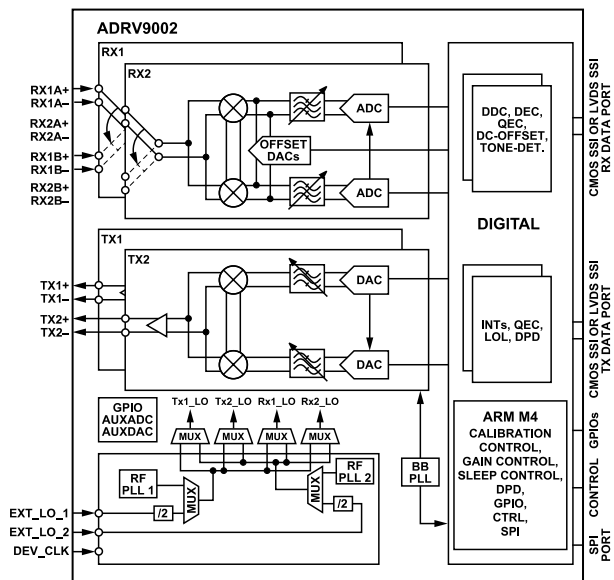 ADRV9002
RX1
RX2
RX1A+
RX1A–
RX2A+
RX2A–
RX1B+
RX1B–
RX2B+
RX2B–
ADC
OFFSET
DACs
ADC
DDC, DEC,
QEC,
DC-OFFSET,
TONE-DET.
CMOS SSI OR LVDS SSI
RX DATA PORT
DIGITAL
TX1
TX2
TX1+
TX1–
TX2+
TX2–
DAC
DAC
INTs, QEC,
LOL, DPD
CMOS SSI OR LVDS SSI
TX DATA PORT
GPIO
AUXADC
AUXDAC
Tx1_LO
Tx2_LO
Rx1_LO
Rx2_LO
MUX
MUX
MUX
MUX
RF
PLL 1
MUX
/2
MUX
RF
PLL 2
/2
EXT_LO_1
EXT_LO_2
DEV_CLK
BB
PLL
ARM M4
CALIBRATION
CONTROL,
GAIN CONTROL,
SLEEP CONTROL,
DPD,
GPIO,
CTRL,
SPI
GPIOs
CONTROL
SPI
PORT